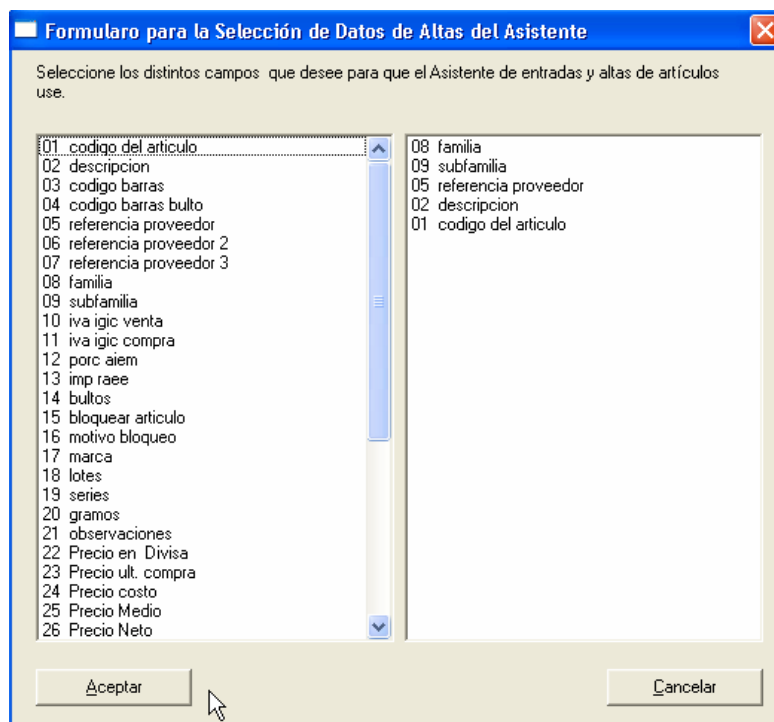 Formularo para la Selección de Datos de Altas del Asistente
Seleccione los distintos campos que desee para que el Asistente de entradas y altas de artículos
use.
01 codigo del articulo
02 descripcion
03 codigo barras
04 codigo barras bulto
05 referencia proveedor
06 referencia proveedor 2
07 referencia proveedor 3
08 familia
09 subfamilia
10 iva igic venta
11 iva igic compra
12 porc aiem
13 imp raee
14 bultos
15 bloquear articulo
16 motivo bloqueo
17 marca
18 lotes
19 series
20 gramos
21 observaciones
22 Precio en Divisa
23 Precio ult. compra
24 Precio costo
25 Precio Medio
26 Precio Neto
08 familia
09 subfamilia
05 referencia proveedor
02 descripcion
01 codigo del articulo
Aceptar
Cancelar